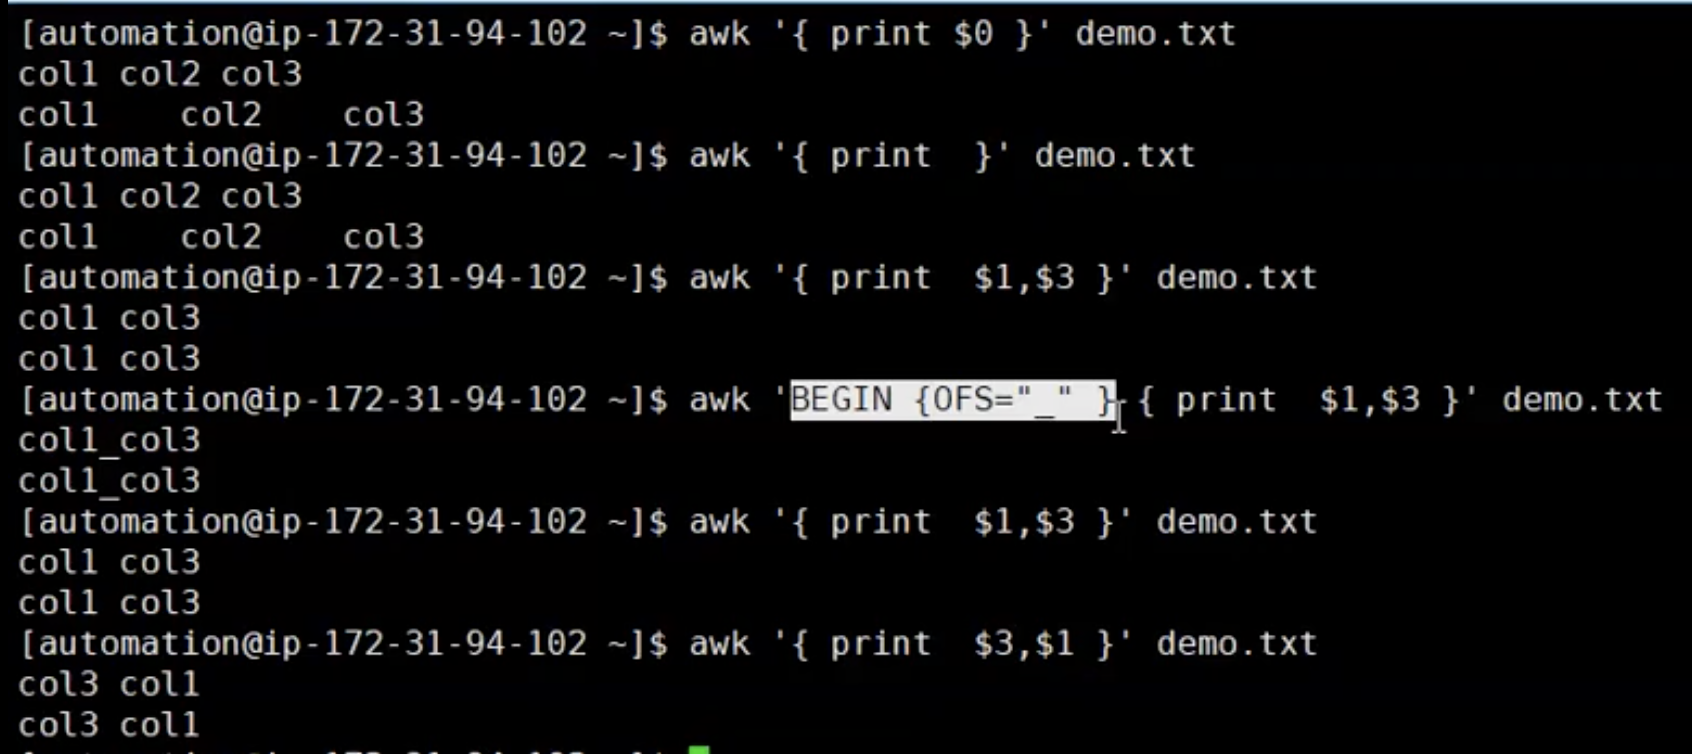 [automation@ip-172-31-94-102 ~]$ awk '{ print $0 }' demo.txt
col1 col2 col3
col1    col2    col3
[automation@ip-172-31-94-102 ~]$ awk '{ print  }' demo.txt
col1 col2 col3
col1    col2    col3
[automation@ip-172-31-94-102 ~]$ awk '{ print  $1,$3 }' demo.txt
col1 col3
col1 col3
[automation@ip-172-31-94-102 ~]$ awk 'BEGIN {OFS="_" } { print  $1,$3 }' demo.txt
col1_col3
col1_col3
[automation@ip-172-31-94-102 ~]$ awk '{ print  $1,$3 }' demo.txt
col1 col3
col1 col3
[automation@ip-172-31-94-102 ~]$ awk '{ print  $3,$1 }' demo.txt
col3 col1
col3 col1